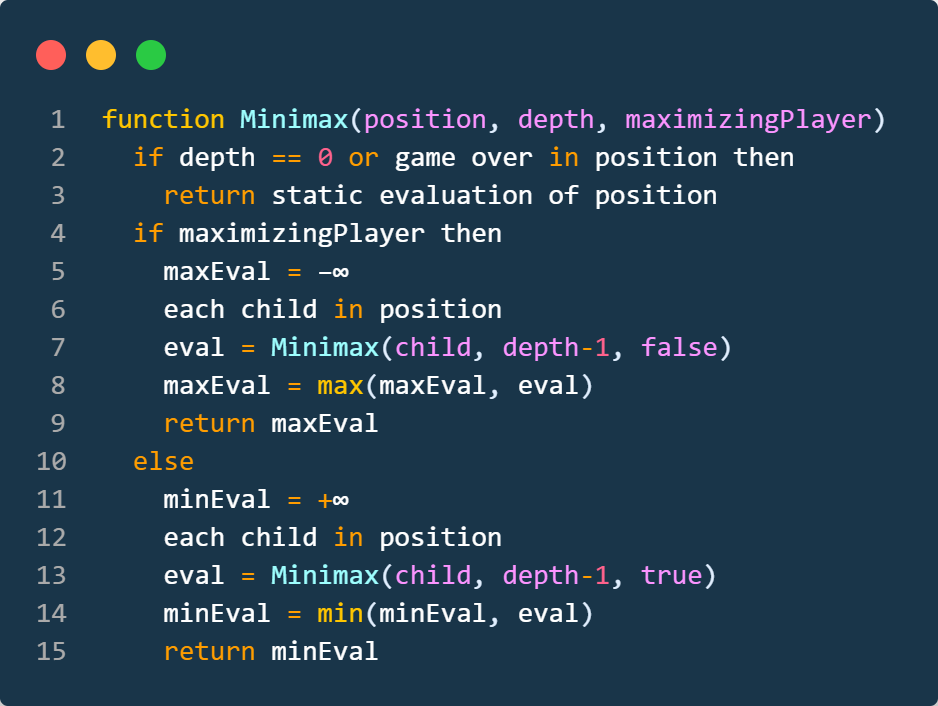 1 function Minimax(position, depth, maximizingPlayer)
2 if depth == 0 or game over in position then
3 return static evaluation of position
4 if maximizingPlayer then
5 maxEval = −∞
6 each child in position
7 eval = Minimax(child, depth-1, false)
8 maxEval = max(maxEval, eval)
9 return maxEval
10 else
11 minEval = +∞
12 each child in position
13 eval = Minimax(child, depth-1, true)
14 minEval = min(minEval, eval)
15 return minEval